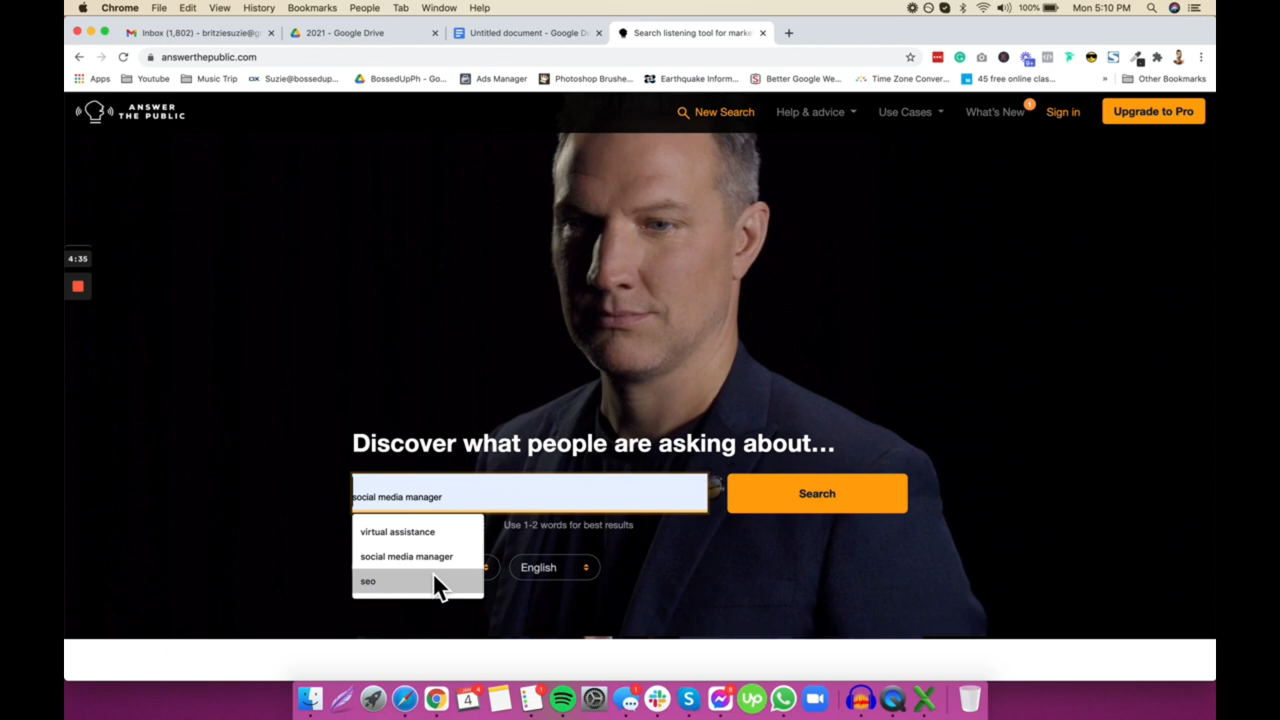 Chrome File Edit View History Bookmarks People Tab Window Help 100% Mon 5:10 PM
Inbox (1,802) - britziesuzie@g 2021 - Google Drive Untitled document - Google D Search listening tool for marke
answerthepublic.com
Apps Youtube Music Trip Suzie@bossedup... BossedUpPh - Go... Ads Manager Photoshop Brushe... Earthquake Inform... Better Google We... Time Zone Conver... 45 free online clas... » Other Bookmarks
ANSWER
THE PUBLIC
New Search Help & advice Use Cases What's New 1 Sign in Upgrade to Pro
4:35
Discover what people are asking about...
social media manager Search
Use 1-2 words for best results
virtual assistance
social media manager
seo
English
4
up